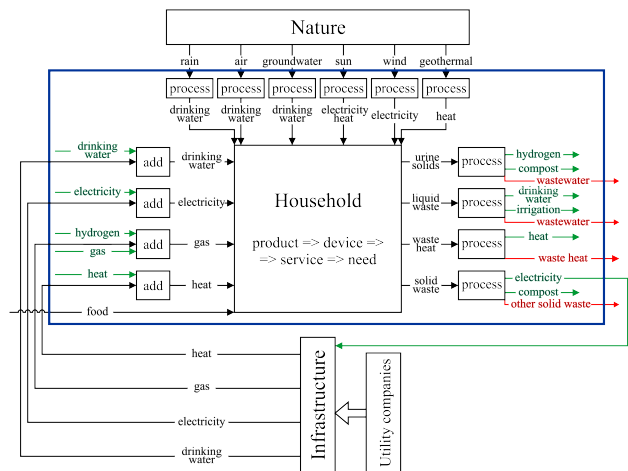 Nature
rain
air
groundwater
sun
wind
geothermal
process
process
process
process
process
process
drinking
water
drinking
water
drinking
water
electricity
heat
electricity
heat
drinking
water
add
drinking
water
electricity
add
electricity
hydrogen
gas
add
gas
heat
add
heat
food
Household
product => device =>
=> service => need
urine
solids
process
hydrogen
compost
wastewater
liquid
waste
process
drinking
water
irrigation
wastewater
waste
heat
process
heat
waste heat
solid
waste
process
electricity
compost
other solid waste
heat
gas
electricity
drinking
water
Infrastructure
Utility companies